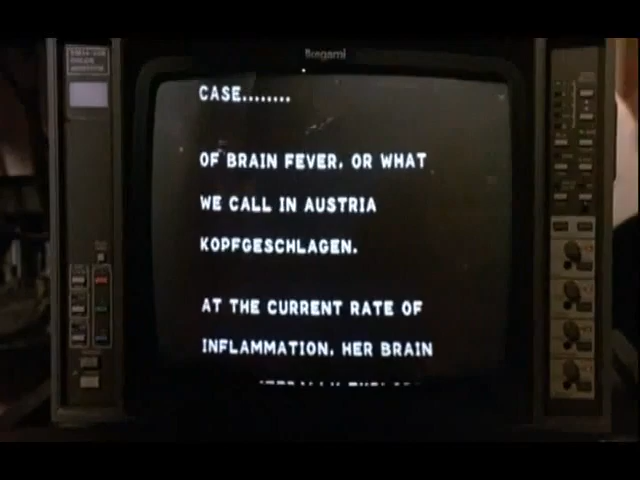 Ikegami
CASE........
OF BRAIN FEVER, OR WHAT
WE CALL IN AUSTRIA
KOPFGESCHLAGEN.
AT THE CURRENT RATE OF
INFLAMMATION, HER BRAIN